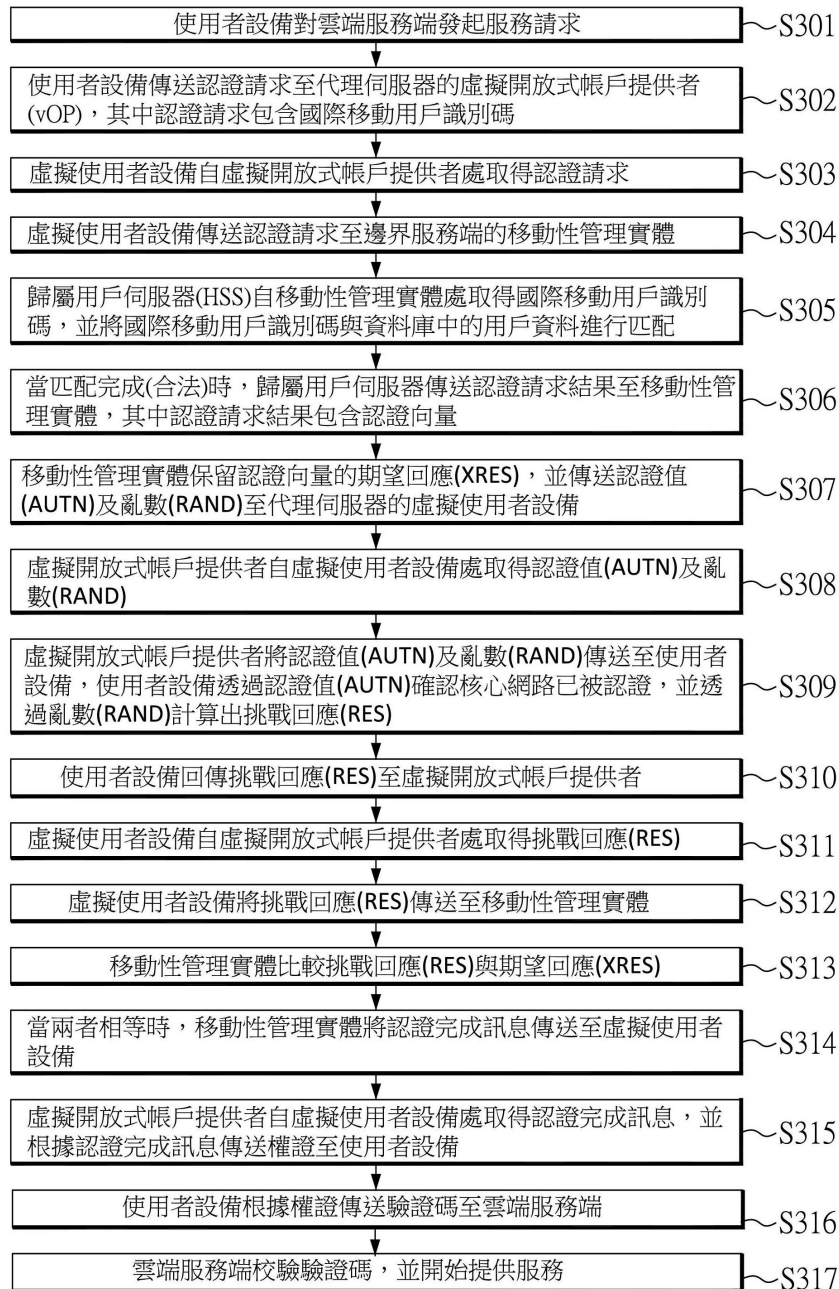 使用者設備對雲端服務端發起服務請求
S301
使用者設備傳送認證請求至代理伺服器的虛擬開放式帳戶提供者
(vOP)，其中認證請求包含國際移動用戶識別碼
S302
虛擬使用者設備自虛擬開放式帳戶提供者處取得認證請求
S303
虛擬使用者設備傳送認證請求至邊界服務端的移動性管理實體
S304
歸屬用戶伺服器(HSS)自移動性管理實體處取得國際移動用戶識別
碼，並將國際移動用戶識別碼與資料庫中的用戶資料進行匹配
S305
當匹配完成(合法)時，歸屬用戶伺服器傳送認證請求結果至移動性管
理實體，其中認證請求結果包含認證向量
S306
移動性管理實體保留認證向量的期望回應(XRES)，並傳送認證值
(AUTN)及亂數(RAND)至代理伺服器的虛擬使用者設備
S307
虛擬開放式帳戶提供者自虛擬使用者設備處取得認證值(AUTN)及亂
數(RAND)
S308
虛擬開放式帳戶提供者將認證值(AUTN)及亂數(RAND)傳送至使用者
設備，使用者設備透過認證值(AUTN)確認核心網路已被認證，並透
過亂數(RAND)計算出挑戰回應(RES)
S309
使用者設備回傳挑戰回應(RES)至虛擬開放式帳戶提供者
S310
虛擬使用者設備自虛擬開放式帳戶提供者處取得挑戰回應(RES)
S311
虛擬使用者設備將挑戰回應(RES)傳送至移動性管理實體
S312
移動性管理實體比較挑戰回應(RES)與期望回應(XRES)
S313
當兩者相等時，移動性管理實體將認證完成訊息傳送至虛擬使用者
設備
S314
虛擬開放式帳戶提供者自虛擬使用者設備處取得認證完成訊息，並
根據認證完成訊息傳送權證至使用者設備
S315
使用者設備根據權證傳送驗證碼至雲端服務端
S316
雲端服務端校驗驗證碼，並開始提供服務
S317